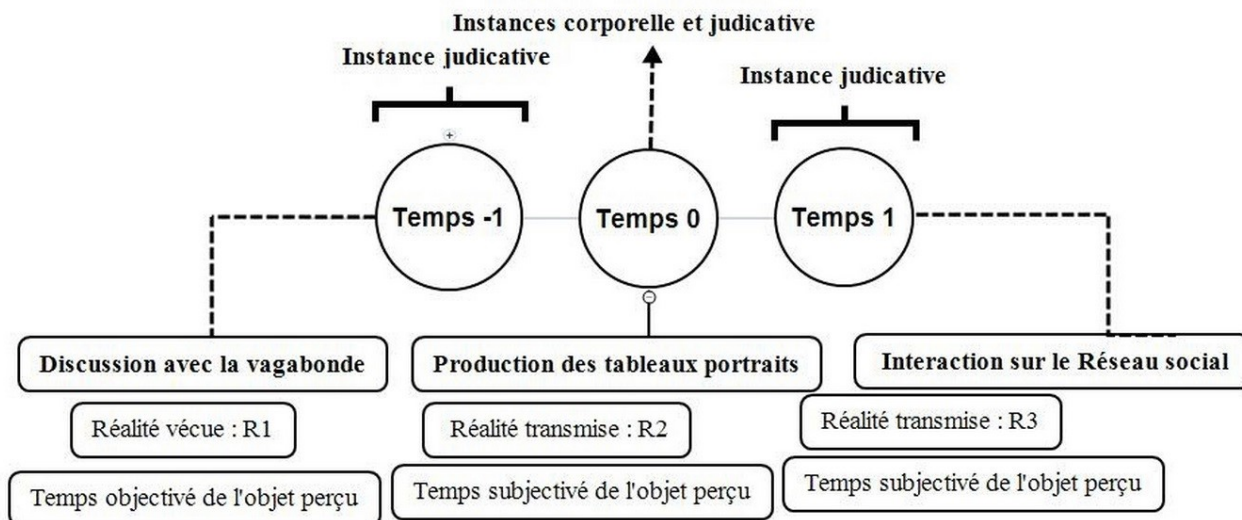 Instances corporelle et judicative
Instance judicative
Instance judicative
+
Temps -1
Temps 0
Temps 1
−
Discussion avec la vagabonde
Production des tableaux portraits
Interaction sur le Réseau social
Réalité vécue : R1
Réalité transmise : R2
Réalité transmise : R3
Temps objectivé de l'objet perçu
Temps subjectivé de l'objet perçu
Temps subjectivé de l'objet perçu